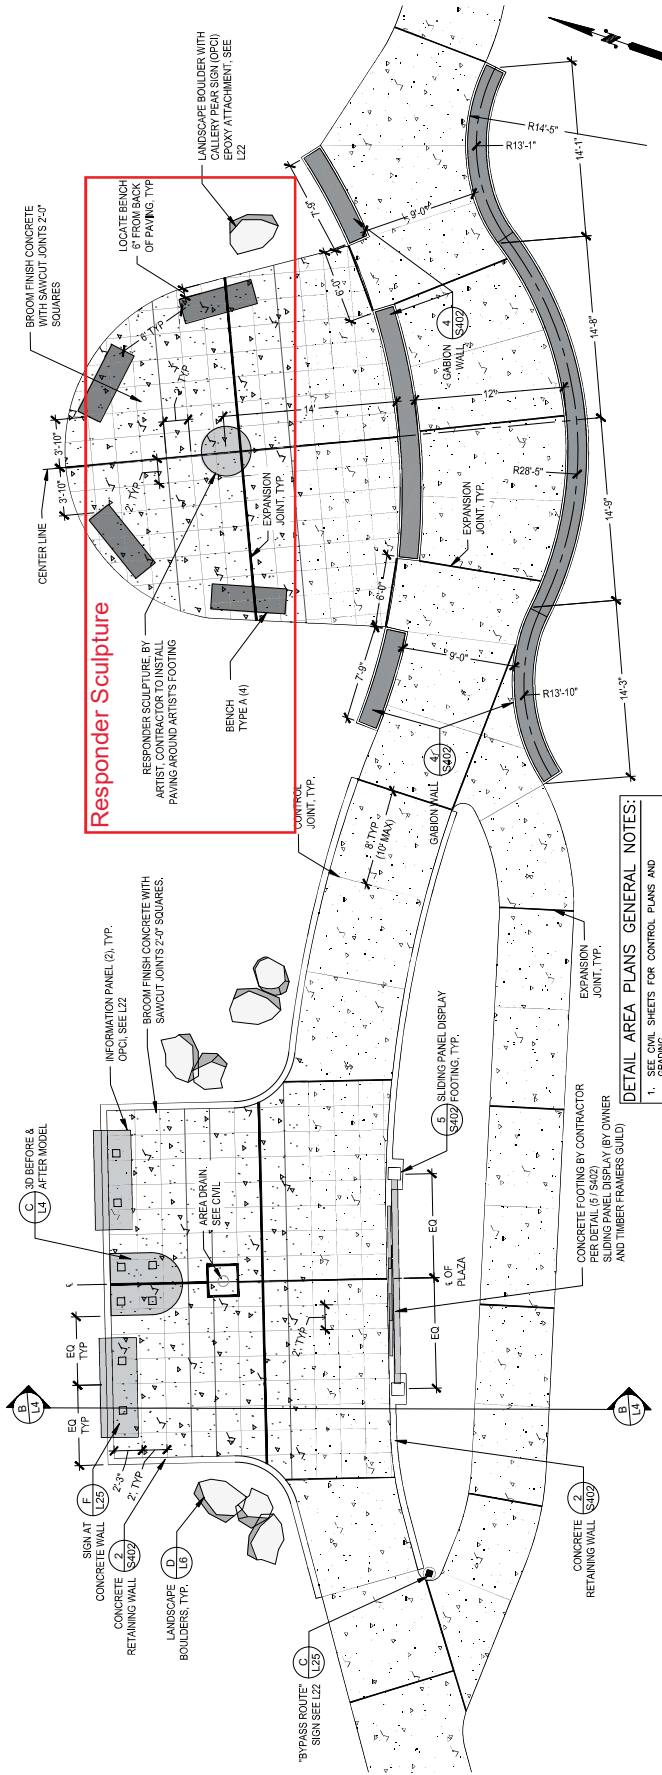 LANDSCAPE BOULDER WITH
CALLERY PEAR SIGN (OPCI)
EPOXY ATTACHMENT, SEE
L22
LOCATE BENCH
6" FROM BACK
OF PAVING, TYP
BROOM FINISH CONCRETE
WITH SAWCUT JOINTS 2'-0"
SQUARES
CENTER LINE
3'-10"
3'-10"
6' TYP
2' TYP
2' TYP
14'
EXPANSION
JOINT, TYP.
Responder Sculpture
RESPONDER SCULPTURE, BY
ARTIST, CONTRACTOR TO INSTALL
PAVING AROUND ARTIST'S FOOTING
BENCH
TYPE A (4)
7'-9"
6'-0"
9'-0"
4
S402
GABION
WALL
12'
R14'-5"
R13'-1"
14'-1"
14'-8"
R28'-5"
14'-9"
EXPANSION
JOINT, TYP.
6'-0"
7'-9"
9'-0"
R13'-10"
14'-3"
4
S402
GABION WALL
CONTROL
JOINT, TYP.
8' TYP
(10' MAX)
BROOM FINISH CONCRETE WITH
SAWCUT JOINTS 2'-0" SQUARES.
INFORMATION PANEL (2), TYP.
OPCI, SEE L22
C
L4
3D BEFORE &
AFTER MODEL
AREA DRAIN
SEE CIVIL
EQ
TYP
EQ
TYP
2'-3"
2' TYP
2' TYP
B
L4
B
L4
SIGN AT
CONCRETE WALL
F
L25
CONCRETE
RETAINING WALL
2
S402
LANDSCAPE
BOULDERS, TYP.
D
L6
"BYPASS ROUTE"
SIGN SEE L22
C
L25
5
S402
SLIDING PANEL DISPLAY
FOOTING, TYP.
EQ
EQ
℄ OF
PLAZA
CONCRETE FOOTING BY CONTRACTOR
PER DETAIL (5 / S402)
SLIDING PANEL DISPLAY (BY OWNER
AND TIMBER FRAMERS GUILD)
EXPANSION
JOINT, TYP.
2
S402
CONCRETE
RETAINING WALL
DETAIL AREA PLANS GENERAL NOTES:
1. SEE CIVIL SHEETS FOR CONTROL PLANS AND
GRADING